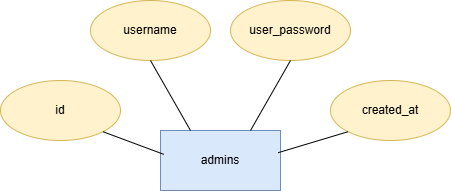 username
user_password
id
created_at
admins